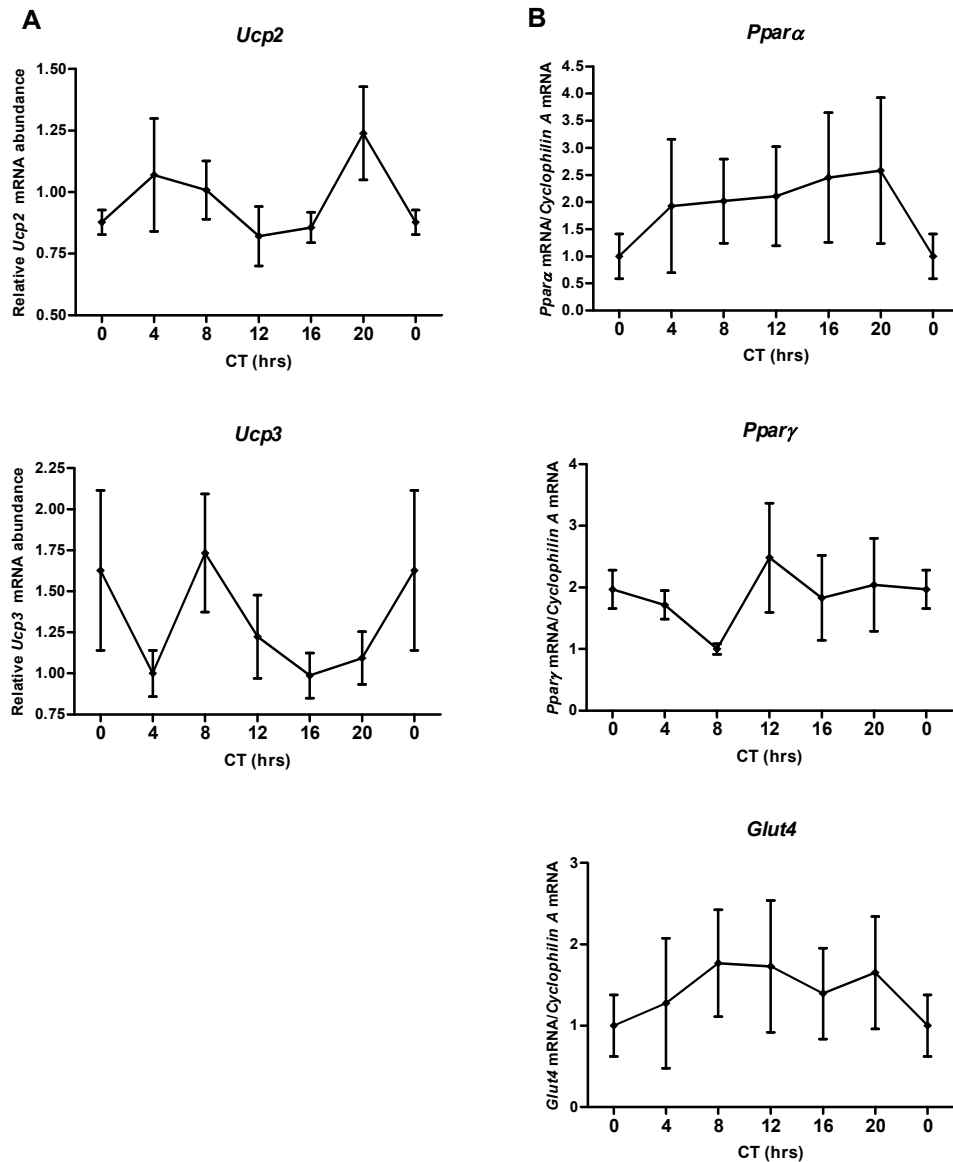 A
Ucp2
Relative Ucp2 mRNA abundance
1.50
1.25
1.00
0.75
0.50
0 4 8 12 16 20 0
CT (hrs)
Ucp3
Relative Ucp3 mRNA abundance
2.25
2.00
1.75
1.50
1.25
1.00
0.75
0 4 8 12 16 20 0
CT (hrs)
B
Pparα
Pparα mRNA/Cyclophilin A mRNA
4.5
4.0
3.5
3.0
2.5
2.0
1.5
1.0
0.5
0.0
0 4 8 12 16 20 0
CT (hrs)
Pparγ
Pparγ mRNA/Cyclophilin A mRNA
4
3
2
1
0
0 4 8 12 16 20 0
CT (hrs)
Glut4
Glut4 mRNA/Cyclophilin A mRNA
3
2
1
0
0 4 8 12 16 20 0
CT (hrs)